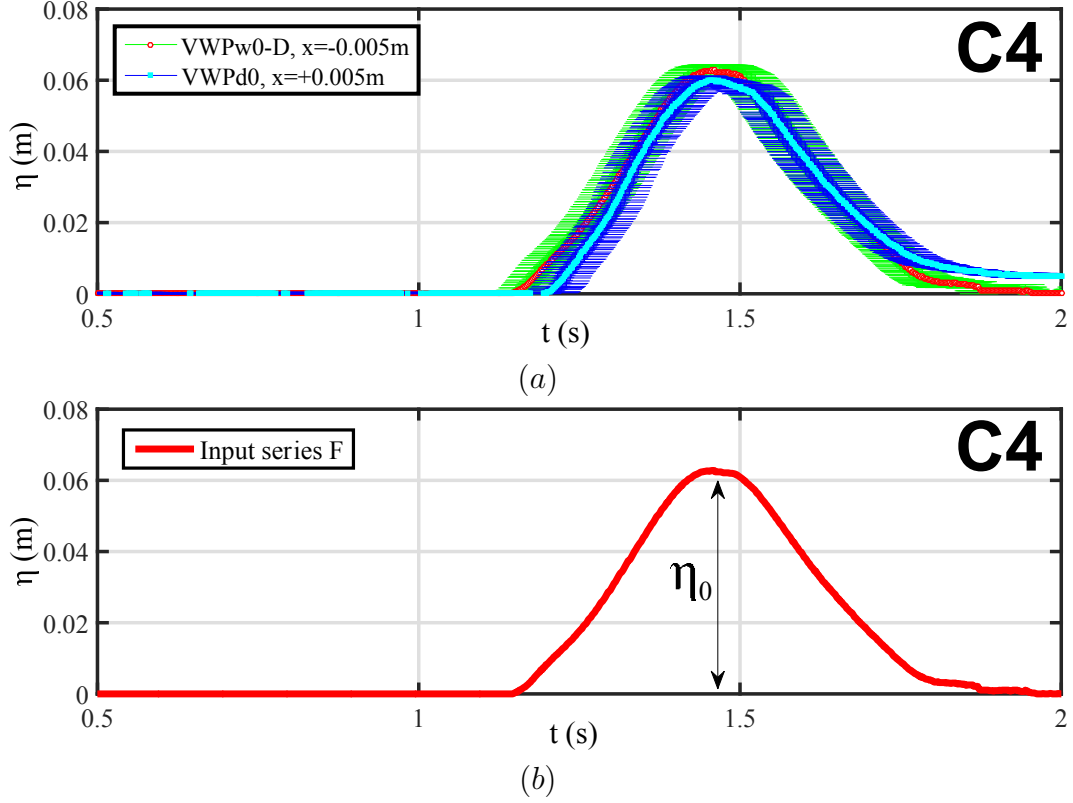 C4
VWPw0-D, x=-0.005m
VWPd0, x=+0.005m
η (m)
0.08
0.06
0.04
0.02
0
0.5
1
1.5
2
t (s)
(a)
C4
Input series F
η (m)
0.08
0.06
0.04
0.02
0
η₀
0.5
1
1.5
2
t (s)
(b)